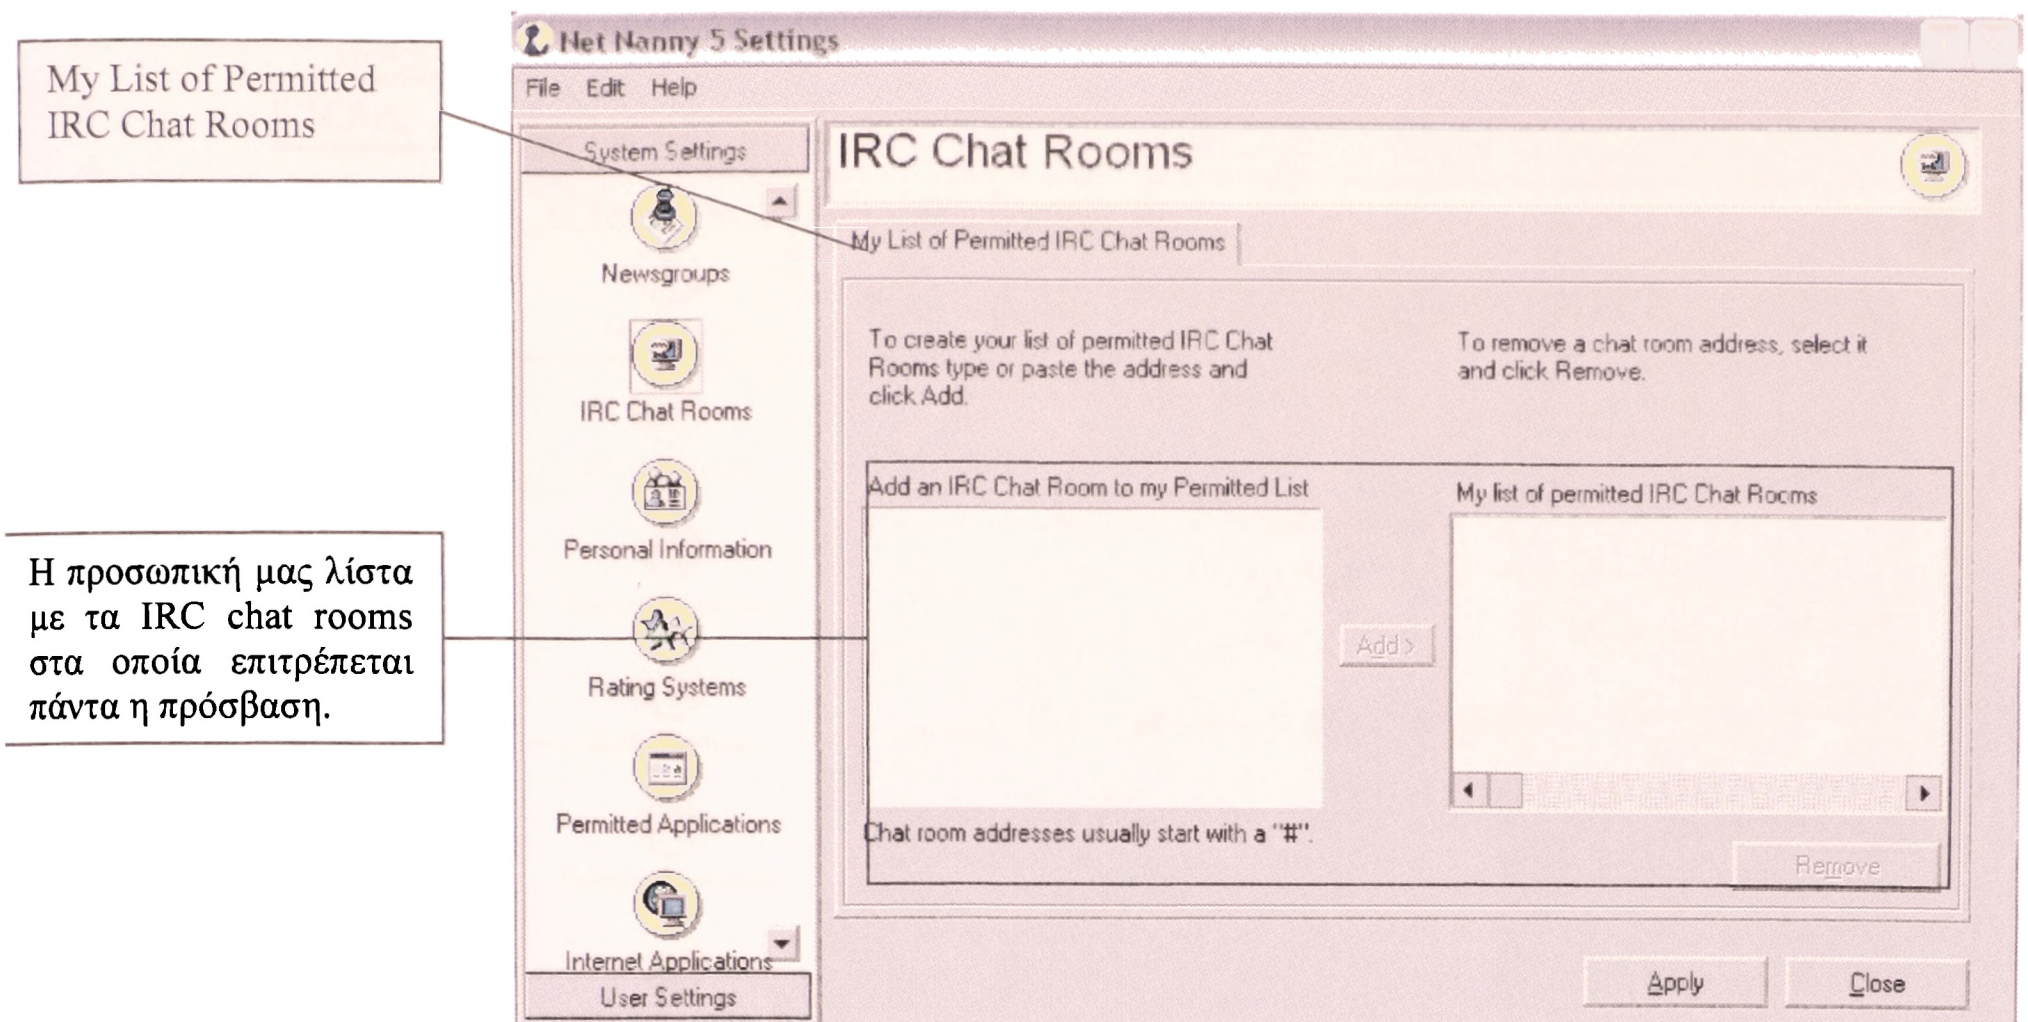 My List of Permitted
IRC Chat Rooms
Η προσωπική μας λίστα
με τα IRC chat rooms
στα οποία επιτρέπεται
πάντα η πρόσβαση.
Net Nanny 5 Settings
File Edit Help
System Settings
Newsgroups
IRC Chat Rooms
Personal Information
Rating Systems
Permitted Applications
Internet Applications
User Settings
IRC Chat Rooms
My List of Permitted IRC Chat Rooms
To create your list of permitted IRC Chat
Rooms type or paste the address and
click Add.
To remove a chat room address, select it
and click Remove.
Add an IRC Chat Room to my Permitted List
My list of permitted IRC Chat Rooms
Add >
Chat room addresses usually start with a "#".
Remove
Apply
Close